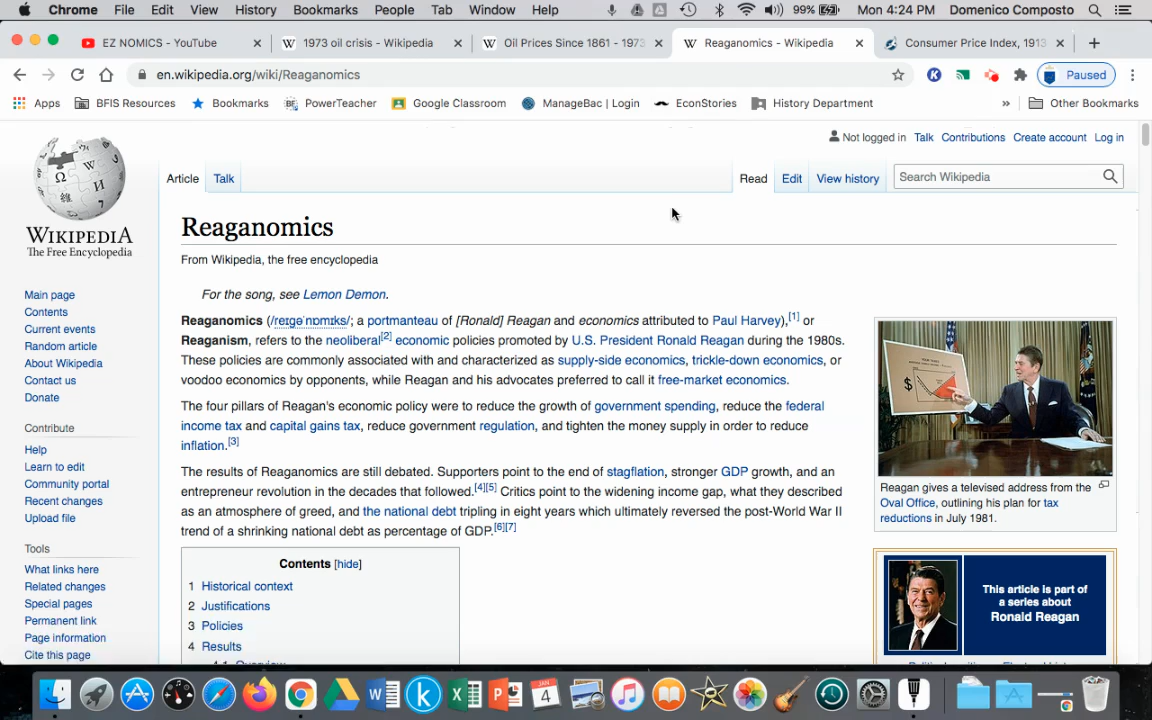 Chrome File Edit View History Bookmarks People Tab Window Help 99% Mon 4:24 PM Domenico Composto
EZ NOMICS - YouTube 1973 oil crisis - Wikipedia Oil Prices Since 1861 - 1973 Reaganomics - Wikipedia Consumer Price Index, 1913
en.wikipedia.org/wiki/Reaganomics Paused
Apps BFIS Resources Bookmarks PowerTeacher Google Classroom ManageBac | Login EconStories History Department » Other Bookmarks
Not logged in Talk Contributions Create account Log in
Article Talk Read Edit View history Search Wikipedia
WIKIPEDIA
The Free Encyclopedia
Main page
Contents
Current events
Random article
About Wikipedia
Contact us
Donate
Contribute
Help
Learn to edit
Community portal
Recent changes
Upload file
Tools
What links here
Related changes
Special pages
Permanent link
Page information
Cite this page
Reaganomics
From Wikipedia, the free encyclopedia
For the song, see Lemon Demon.
Reaganomics (/reɪɡəˈnɒmɪks/; a portmanteau of [Ronald] Reagan and economics attributed to Paul Harvey),[1] or
Reaganism, refers to the neoliberal[2] economic policies promoted by U.S. President Ronald Reagan during the 1980s.
These policies are commonly associated with and characterized as supply-side economics, trickle-down economics, or
voodoo economics by opponents, while Reagan and his advocates preferred to call it free-market economics.
The four pillars of Reagan's economic policy were to reduce the growth of government spending, reduce the federal
income tax and capital gains tax, reduce government regulation, and tighten the money supply in order to reduce
inflation.[3]
The results of Reaganomics are still debated. Supporters point to the end of stagflation, stronger GDP growth, and an
entrepreneur revolution in the decades that followed.[4][5] Critics point to the widening income gap, what they described
as an atmosphere of greed, and the national debt tripling in eight years which ultimately reversed the post-World War II
trend of a shrinking national debt as percentage of GDP.[6][7]
Contents [hide]
1 Historical context
2 Justifications
3 Policies
4 Results
4.1 Overview
$
Reagan gives a televised address from the
Oval Office, outlining his plan for tax
reductions in July 1981.
This article is part of
a series about
Ronald Reagan
JAN
4